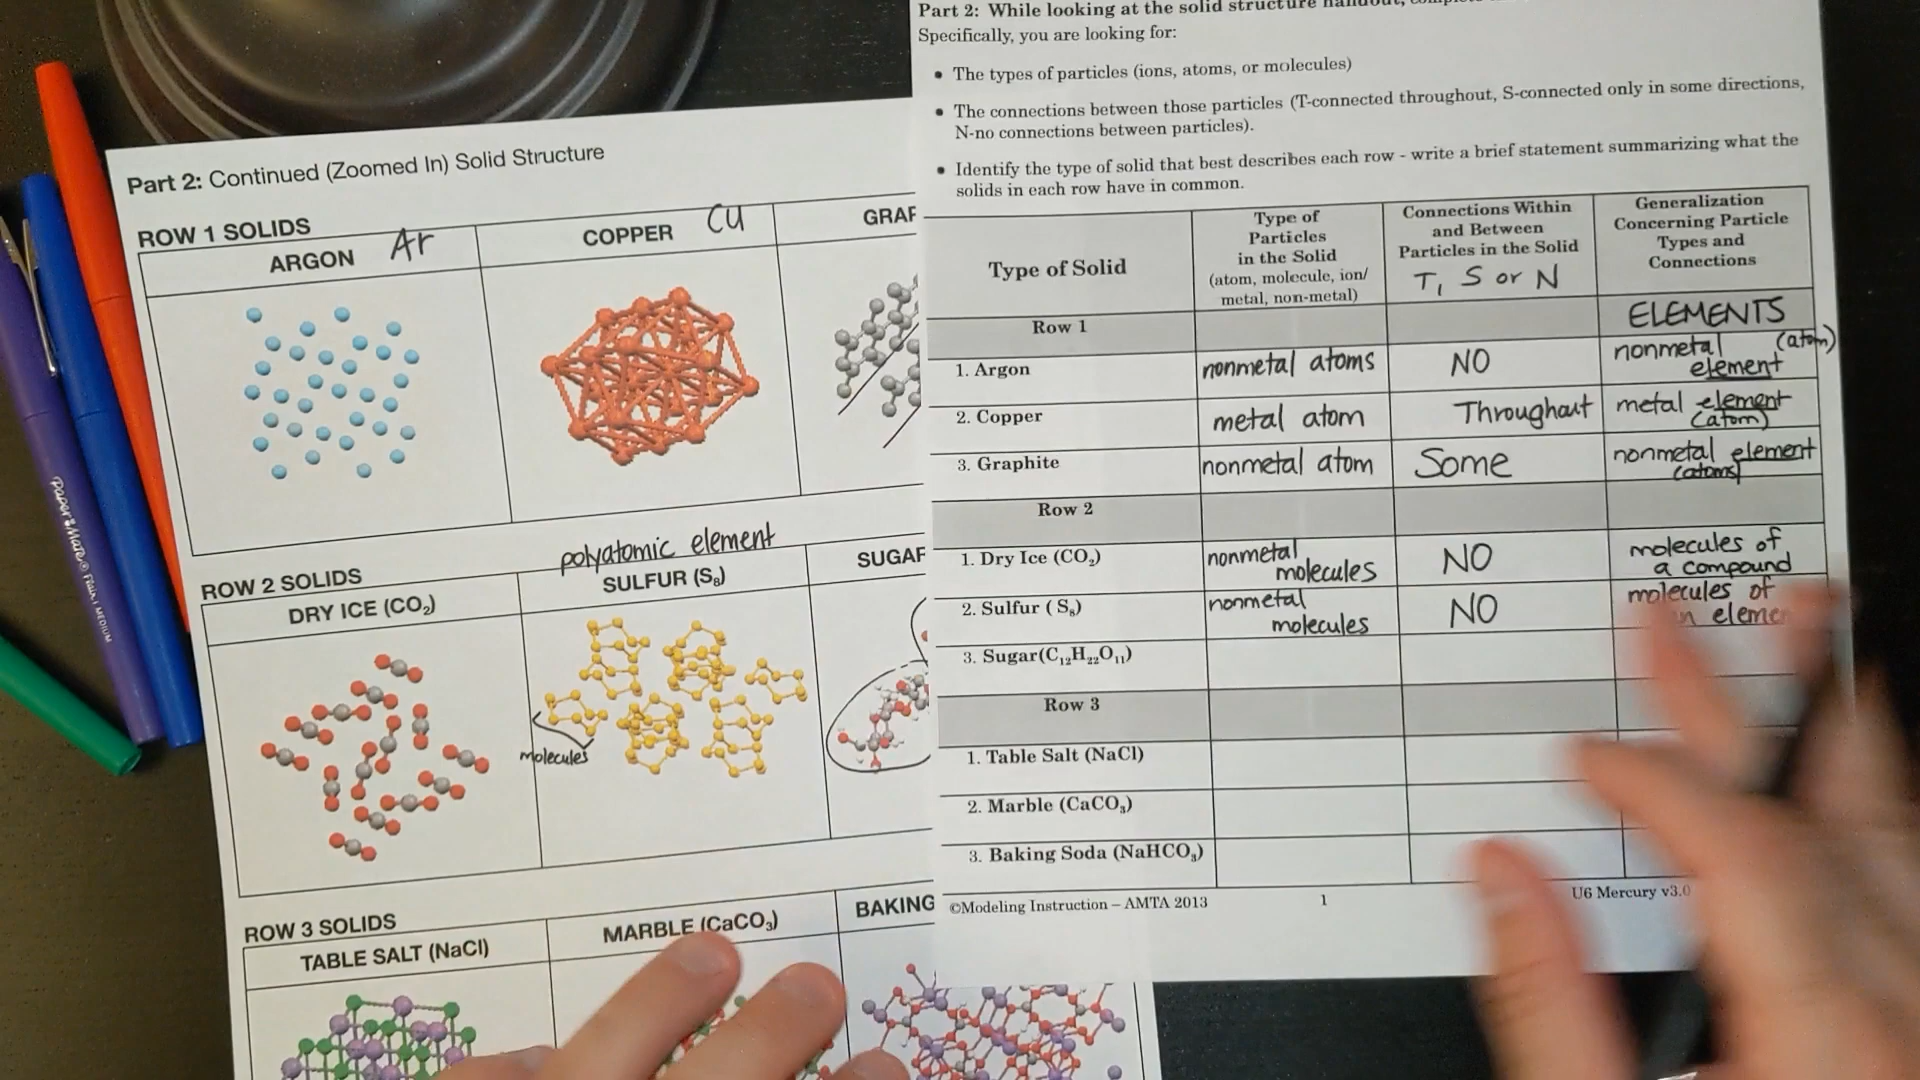 Part 2: While looking at the solid structure handout,
Specifically, you are looking for:
• The types of particles (ions, atoms, or molecules)
• The connections between those particles (T-connected throughout, S-connected only in some directions,
N-no connections between particles).
• Identify the type of solid that best describes each row - write a brief statement summarizing what the
solids in each row have in common.
Type of Solid
Type of
Particles
in the Solid
(atom, molecule, ion/
metal, non-metal)
Connections Within
and Between
Particles in the Solid
T, S or N
Generalization
Concerning Particle
Types and
Connections
Row 1
ELEMENTS
1. Argon
nonmetal atoms
NO
nonmetal (atom)
element
2. Copper
metal atom
Throughout
metal element
(atom)
3. Graphite
nonmetal atom
Some
nonmetal element
(atoms)
Row 2
1. Dry Ice (CO₂)
nonmetal
molecules
NO
molecules of
a compound
2. Sulfur ( S₈)
nonmetal
molecules
NO
molecules of
3. Sugar(C₁₂H₂₂O₁₁)
Row 3
1. Table Salt (NaCl)
2. Marble (CaCO₃)
3. Baking Soda (NaHCO₃)
©Modeling Instruction – AMTA 2013
1
U6 Mercury v3.0
Part 2: Continued (Zoomed In) Solid Structure
ROW 1 SOLIDS
ARGON Ar
COPPER Cu
GRAP
ROW 2 SOLIDS
polyatomic element
DRY ICE (CO₂)
SULFUR (S₈)
SUGAR
molecules
ROW 3 SOLIDS
TABLE SALT (NaCl)
MARBLE (CaCO₃)
BAKING
Paper Mate Flair MEDIUM